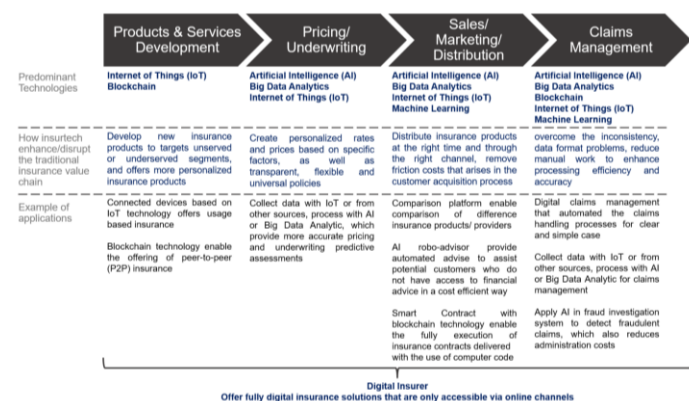 Products & Services
Development
Pricing/
Underwriting
Sales/
Marketing/
Distribution
Claims
Management
Predominant
Technologies
Internet of Things (IoT)
Blockchain
Artificial Intelligence (AI)
Big Data Analytics
Internet of Things (IoT)
Artificial Intelligence (AI)
Big Data Analytics
Internet of Things (IoT)
Machine Learning
Artificial Intelligence (AI)
Big Data Analytics
Blockchain
Internet of Things (IoT)
Machine Learning
How insurtech
enhance/disrupt
the traditional
insurance value
chain
Develop new insurance
products to targets unserved
or underserved segments,
and offers more personalized
insurance products
Create personalized rates
and prices based on specific
factors, as well as
transparent, flexible and
universal policies
Distribute insurance products
at the right time and through
the right channel, remove
friction costs that arises in the
customer acquisition process
overcome the inconsistency,
data format problems, reduce
manual work to enhance
processing efficiency and
accuracy
Example of
applications
Connected devices based on
IoT technology offers usage
based insurance
Blockchain technology enable
the offering of peer-to-peer
(P2P) insurance
Collect data with IoT or from
other sources, process with AI
or Big Data Analytic, which
provide more accurate pricing
and underwriting predictive
assessments
Comparison platform enable
comparison of difference
insurance products/ providers
AI robo-advisor provide
automated advise to assist
potential customers who do
not have access to financial
advice in a cost efficient way
Smart Contract with
blockchain technology enable
the fully execution of
insurance contracts delivered
with the use of computer code
Digital claims management
that automated the claims
handling processes for clear
and simple case
Collect data with IoT or from
other sources, process with AI
or Big Data Analytic for claims
management
Apply AI in fraud investigation
system to detect fraudulent
claims, which also reduces
administration costs
Digital Insurer
Offer fully digital insurance solutions that are only accessible via online channels